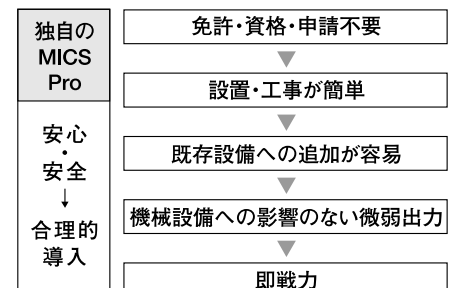 独自の
MICS
Pro
安心
・
安全
↓
合理的
導入
免許・資格・申請不要
▼
設置・工事が簡単
▼
既存設備への追加が容易
▼
機械設備への影響のない微弱出力
▼
即戦力